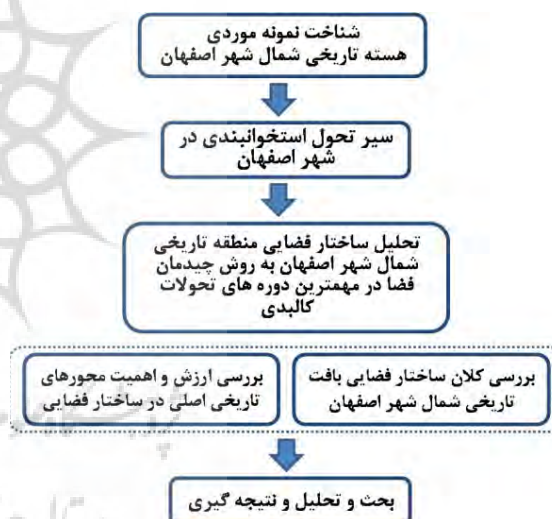 شناخت نمونه موردی
هسته تاریخی شمال شهر اصفهان
سیر تحول استخوانبندی در
شهر اصفهان
تحلیل ساختار فضایی منطقه تاریخی
شمال شهر اصفهان به روش چیدمان
فضا در مهمترین دوره های تحولات
کالبدی
بررسی کلان ساختار فضایی بافت
تاریخی شمال شهر اصفهان
بررسی ارزش و اهمیت محورهای
تاریخی اصلی در ساختار فضایی
بحث و تحلیل و نتیجه گیری